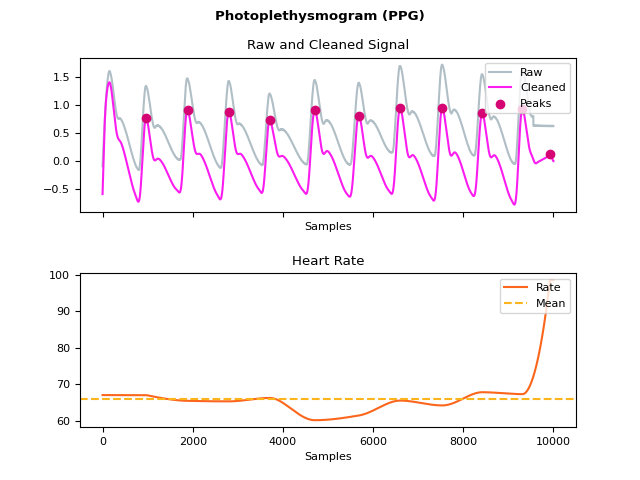 Photoplethysmogram (PPG)
Raw and Cleaned Signal
Raw
Cleaned
Peaks
1.5
1.0
0.5
0.0
−0.5
Samples
Heart Rate
Rate
Mean
100
90
80
70
60
0
2000
4000
6000
8000
10000
Samples